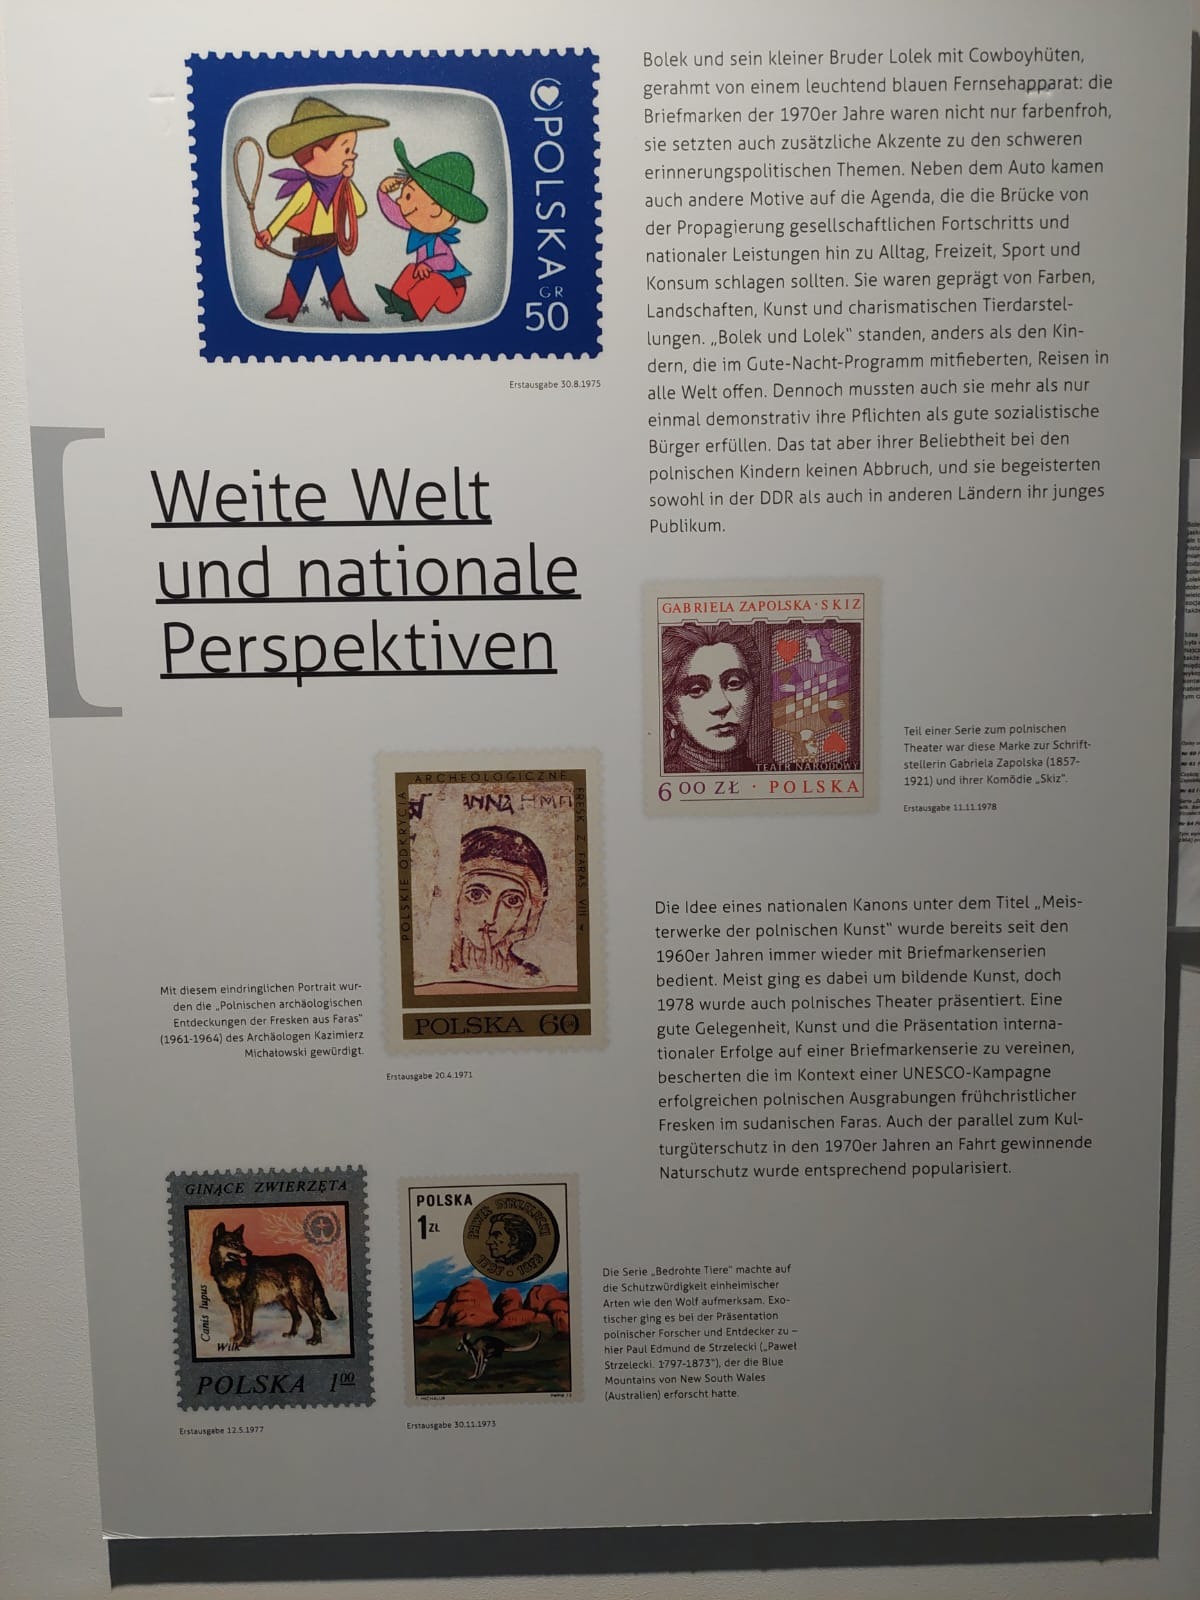 POLSKA
GR
50
Erstausgabe 30.8.1975
Bolek und sein kleiner Bruder Lolek mit Cowboyhüten,
gerahmt von einem leuchtend blauen Fernsehapparat: die
Briefmarken der 1970er Jahre waren nicht nur farbenfroh,
sie setzten auch zusätzliche Akzente zu den schweren
erinnerungspolitischen Themen. Neben dem Auto kamen
auch andere Motive auf die Agenda, die die Brücke von
der Propagierung gesellschaftlichen Fortschritts und
nationaler Leistungen hin zu Alltag, Freizeit, Sport und
Konsum schlagen sollten. Sie waren geprägt von Farben,
Landschaften, Kunst und charismatischen Tierdarstel-
lungen. „Bolek und Lolek“ standen, anders als den Kin-
dern, die im Gute-Nacht-Programm mitfieberten, Reisen in
alle Welt offen. Dennoch mussten auch sie mehr als nur
einmal demonstrativ ihre Pflichten als gute sozialistische
Bürger erfüllen. Das tat aber ihrer Beliebtheit bei den
polnischen Kindern keinen Abbruch, und sie begeisterten
sowohl in der DDR als auch in anderen Ländern ihr junges
Publikum.
Weite Welt
und nationale
Perspektiven
GABRIELA ZAPOLSKA · SKIZ
TEATR NARODOWY
6 00 ZŁ · POLSKA
Teil einer Serie zum polnischen
Theater war diese Marke zur Schrift-
stellerin Gabriela Zapolska (1857-
1921) und ihrer Komödie „Skiz“.
Erstausgabe 11.11.1978
POLSKIE ODKRYCIA
ARCHEOLOGICZNE
FRESK Z FARAS VIII
ANNA
POLSKA 60
Mit diesem eindringlichen Portrait wur-
den die „Polnischen archäologischen
Entdeckungen der Fresken aus Faras“
(1961-1964) des Archäologen Kazimierz
Michałowski gewürdigt.
Erstausgabe 20.4.1971
Die Idee eines nationalen Kanons unter dem Titel „Meis-
terwerke der polnischen Kunst“ wurde bereits seit den
1960er Jahren immer wieder mit Briefmarkenserien
bedient. Meist ging es dabei um bildende Kunst, doch
1978 wurde auch polnisches Theater präsentiert. Eine
gute Gelegenheit, Kunst und die Präsentation interna-
tionaler Erfolge auf einer Briefmarkenserie zu vereinen,
bescherten die im Kontext einer UNESCO-Kampagne
erfolgreichen polnischen Ausgrabungen frühchristlicher
Fresken im sudanischen Faras. Auch der parallel zum Kul-
turgüterschutz in den 1970er Jahren an Fahrt gewinnende
Naturschutz wurde entsprechend popularisiert.
GINĄCE ZWIERZĘTA
Canis lupus
Wilk
POLSKA 1 00
Erstausgabe 12.5.1977
POLSKA
1 ZŁ
PAWEŁ STRZELECKI
Erstausgabe 30.11.1973
Die Serie „Bedrohte Tiere“ machte auf
die Schutzwürdigkeit einheimischer
Arten wie den Wolf aufmerksam. Exo-
tischer ging es bei der Präsentation
polnischer Forscher und Entdecker zu –
hier Paul Edmund de Strzelecki („Paweł
Strzelecki. 1797-1873“), der die Blue
Mountains von New South Wales
(Australien) erforscht hatte.